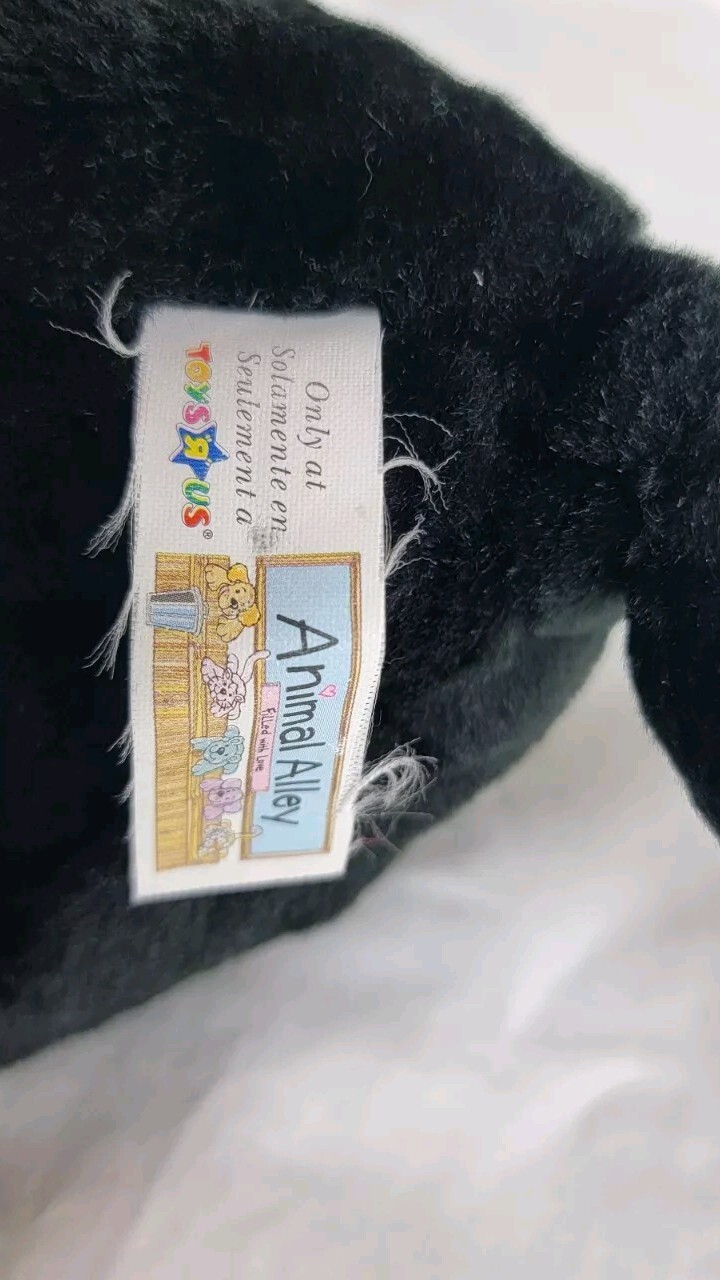 Only at
Solamente en
Seulement a
TOYS R US®
Animal Alley
Filled with Love